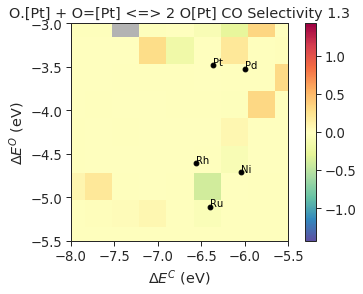 O.[Pt] + O=[Pt] <=> 2 O[Pt] CO Selectivity 1.3
−3.0
−3.5
−4.0
−4.5
−5.0
−5.5
ΔE^O (eV)
Pt
Pd
Rh
Ni
Ru
−8.0 −7.5 −7.0 −6.5 −6.0 −5.5
ΔE^C (eV)
1.0
0.5
0.0
−0.5
−1.0